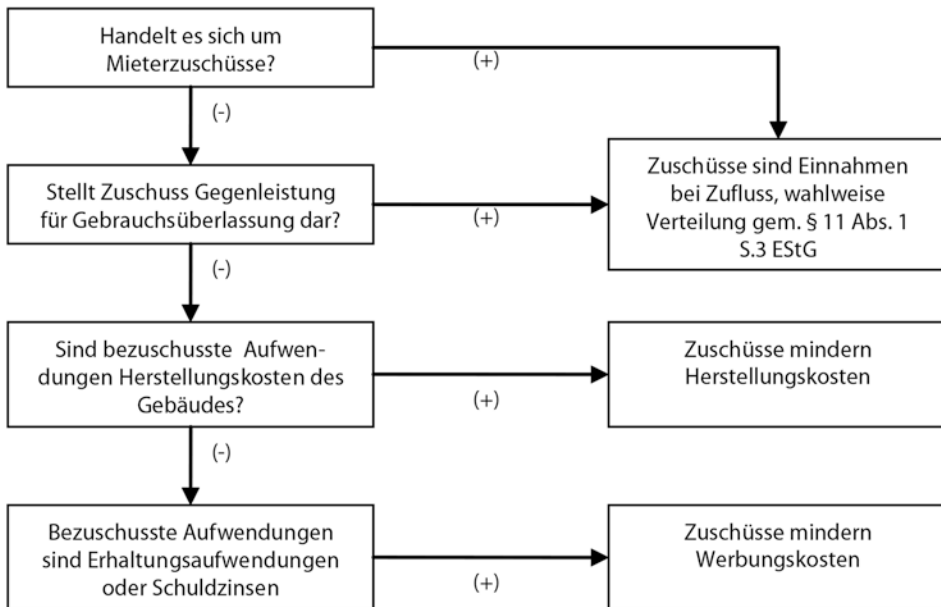 Handelt es sich um
Mieterzuschüsse?
(+)
(-)
Stellt Zuschuss Gegenleistung
für Gebrauchsüberlassung dar?
(+)
Zuschüsse sind Einnahmen
bei Zufluss, wahlweise
Verteilung gem. § 11 Abs. 1
S.3 EStG
(-)
Sind bezuschusste Aufwen-
dungen Herstellungskosten des
Gebäudes?
(+)
Zuschüsse mindern
Herstellungskosten
(-)
Bezuschusste Aufwendungen
sind Erhaltungsaufwendungen
oder Schuldzinsen
(+)
Zuschüsse mindern
Werbungskosten